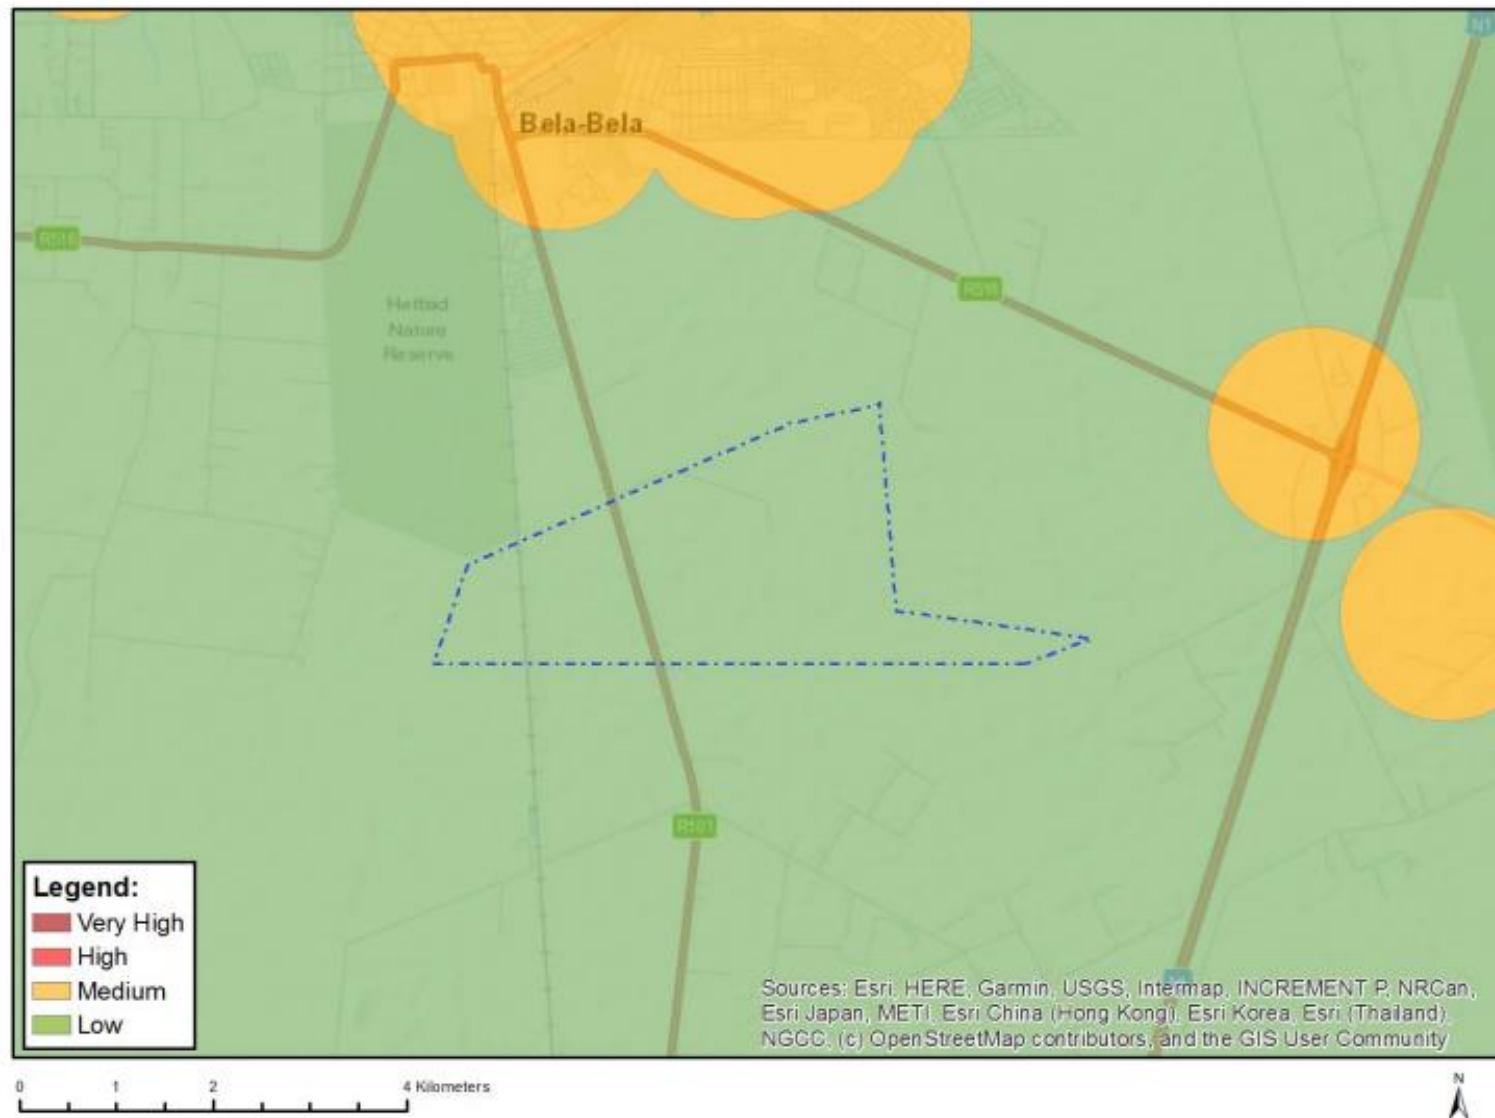 N1
Bela-Bela
R516
R516
Hetbad
Nature
Reserve
R101
Legend:
Very High
High
Medium
Low
Sources: Esri, HERE, Garmin, USGS, Intermap, INCREMENT P, NRCan,
Esri Japan, METI, Esri China (Hong Kong), Esri Korea, Esri (Thailand),
NGCC, (c) OpenStreetMap contributors, and the GIS User Community
0 1 2 4 Kilometers
N